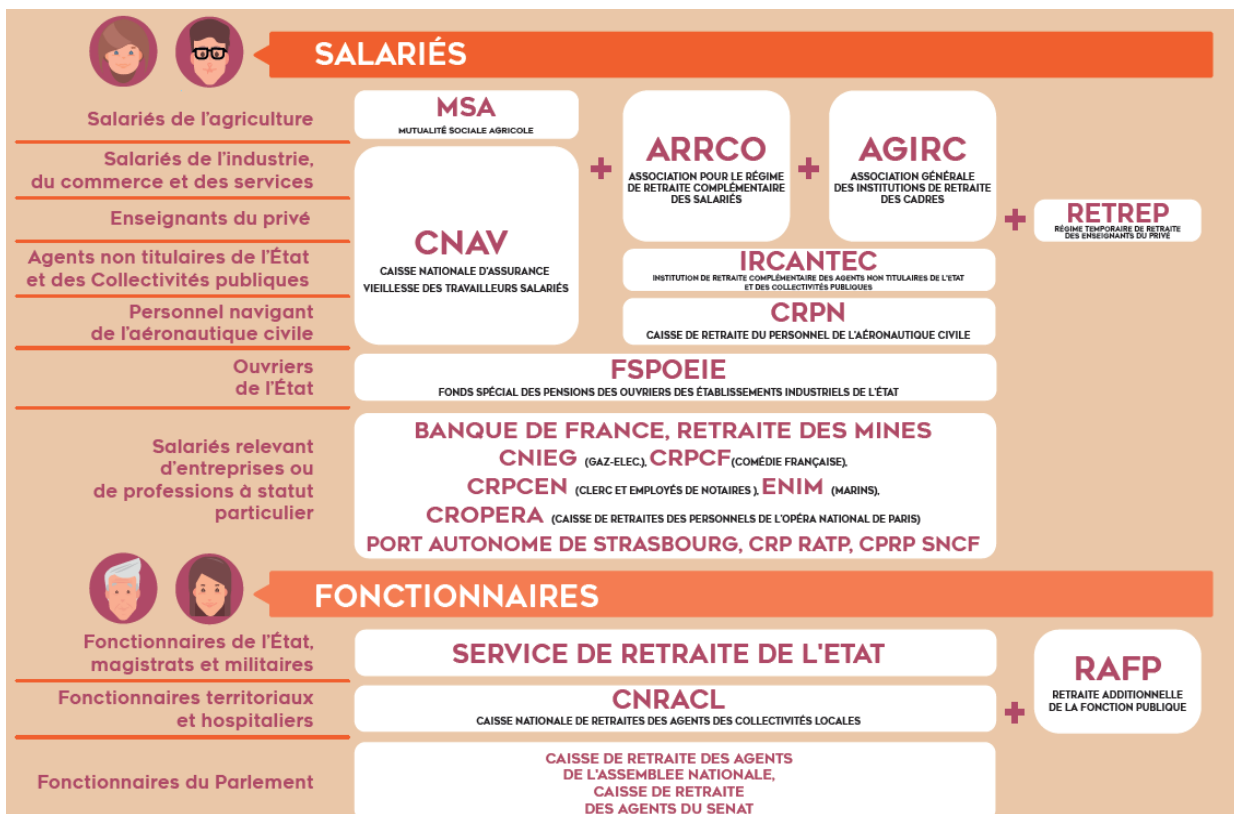 SALARIÉS
Salariés de l'agriculture
MSA
MUTUALITÉ SOCIALE AGRICOLE
Salariés de l'industrie,
du commerce et des services
Enseignants du privé
Agents non titulaires de l'État
et des Collectivités publiques
Personnel navigant
de l'aéronautique civile
CNAV
CAISSE NATIONALE D'ASSURANCE
VIEILLESSE DES TRAVAILLEURS SALARIÉS
+
ARRCO
ASSOCIATION POUR LE RÉGIME
DE RETRAITE COMPLÉMENTAIRE
DES SALARIÉS
+
AGIRC
ASSOCIATION GÉNÉRALE
DES INSTITUTIONS DE RETRAITE
DES CADRES
+
RETREP
RÉGIME TEMPORAIRE DE RETRAITE
DES ENSEIGNANTS DU PRIVÉ
IRCANTEC
INSTITUTION DE RETRAITE COMPLÉMENTAIRE DES AGENTS NON TITULAIRES DE L'ETAT
ET DES COLLECTIVITÉS PUBLIQUES
CRPN
CAISSE DE RETRAITE DU PERSONNEL DE L'AÉRONAUTIQUE CIVILE
Ouvriers
de l'État
FSPOEIE
FONDS SPÉCIAL DES PENSIONS DES OUVRIERS DES ÉTABLISSEMENTS INDUSTRIELS DE L'ÉTAT
Salariés relevant
d'entreprises ou
de professions à statut
particulier
BANQUE DE FRANCE, RETRAITE DES MINES
CNIEG (GAZ-ELEC.), CRPCF (COMÉDIE FRANÇAISE),
CRPCEN (CLERC ET EMPLOYÉS DE NOTAIRES), ENIM (MARINS),
CROPERA (CAISSE DE RETRAITES DES PERSONNELS DE L'OPÉRA NATIONAL DE PARIS)
PORT AUTONOME DE STRASBOURG, CRP RATP, CPRP SNCF
FONCTIONNAIRES
Fonctionnaires de l'État,
magistrats et militaires
SERVICE DE RETRAITE DE L'ETAT
Fonctionnaires territoriaux
et hospitaliers
CNRACL
CAISSE NATIONALE DE RETRAITES DES AGENTS DES COLLECTIVITÉS LOCALES
+
RAFP
RETRAITE ADDITIONNELLE
DE LA FONCTION PUBLIQUE
Fonctionnaires du Parlement
CAISSE DE RETRAITE DES AGENTS
DE L'ASSEMBLEE NATIONALE,
CAISSE DE RETRAITE
DES AGENTS DU SENAT